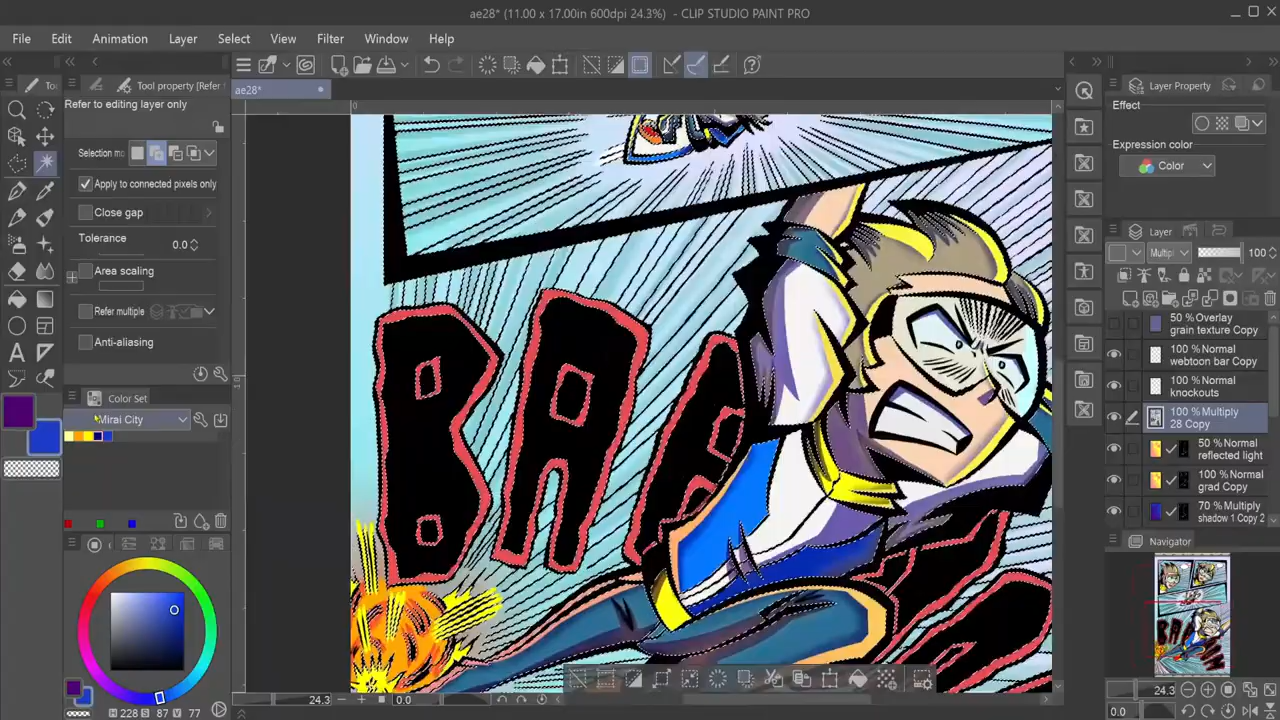 ae28* (11.00 x 17.00in 600dpi 24.3%) - CLIP STUDIO PAINT PRO
File Edit Animation Layer Select View Filter Window Help
Tool property [Refer
ae28*
Refer to editing layer only
Selection mo
Apply to connected pixels only
Close gap
Tolerance 0.0
Area scaling
Refer multiple
Anti-aliasing
Color Set
Mirai City
H 228 S 87 V 77
0
24.3 0.0
BAA
Layer Property
Effect
Expression color
Color
Layer
Multipl 100
50 % Overlay
grain texture Copy
100 % Normal
webtoon bar Copy
100 % Normal
knockouts
100 % Multiply
28 Copy
50 % Normal
reflected light
100 % Normal
grad Copy
70 % Multiply
shadow 1 Copy 2
Navigator
24.3
0.0